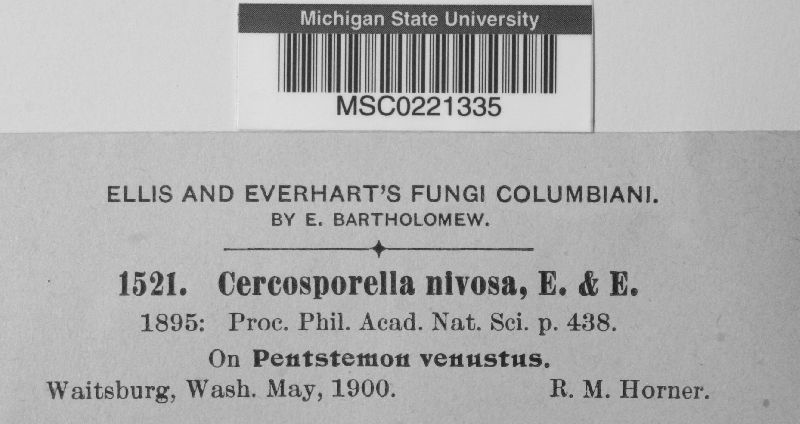 Michigan State University
MSC0221335
ELLIS AND EVERHART'S FUNGI COLUMBIANI.
BY E. BARTHOLOMEW.
1521. Cercosporella nivosa, E. & E.
1895: Proc. Phil. Acad. Nat. Sci. p. 438.
On Pentstemon venustus.
Waitsburg, Wash. May, 1900. R. M. Horner.